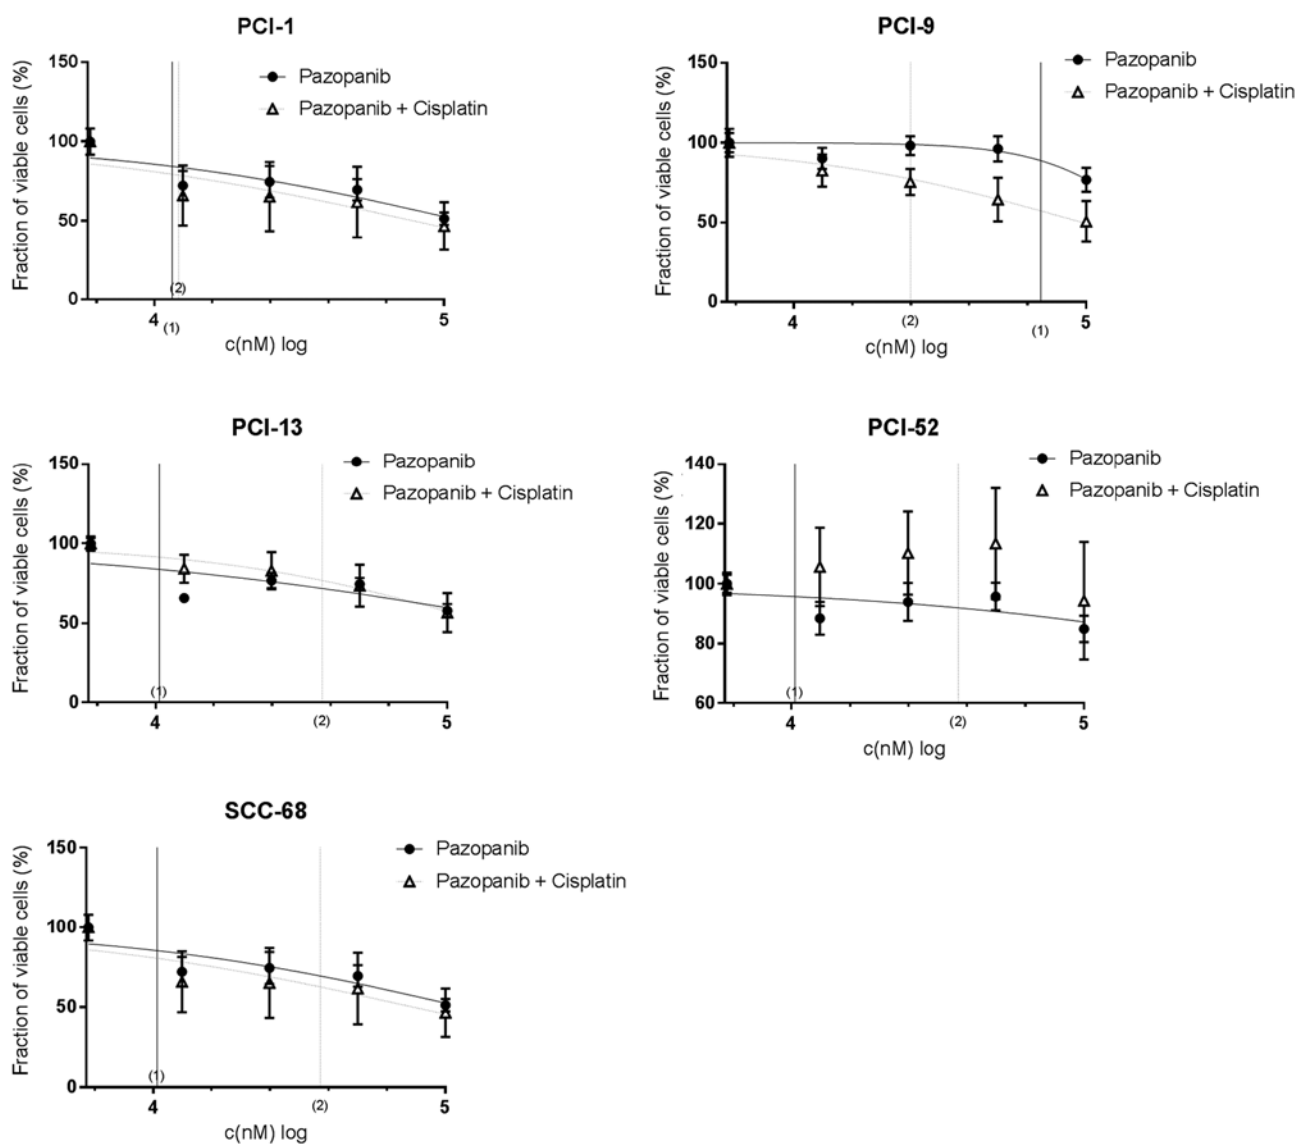 PCI-1
Fraction of viable cells (%)
150
100
50
0
Pazopanib
Pazopanib + Cisplatin
(2)
4
(1)
5
c(nM) log
PCI-9
Fraction of viable cells (%)
150
100
50
0
Pazopanib
Pazopanib + Cisplatin
4
(2)
(1)
5
c(nM) log
PCI-13
Fraction of viable cells (%)
150
100
50
0
Pazopanib
Pazopanib + Cisplatin
(1)
4
(2)
5
c(nM) log
PCI-52
Fraction of viable cells (%)
140
120
100
80
60
Pazopanib
Pazopanib + Cisplatin
(1)
4
(2)
5
c(nM) log
SCC-68
Fraction of viable cells (%)
150
100
50
0
Pazopanib
Pazopanib + Cisplatin
(1)
4
(2)
5
c(nM) log